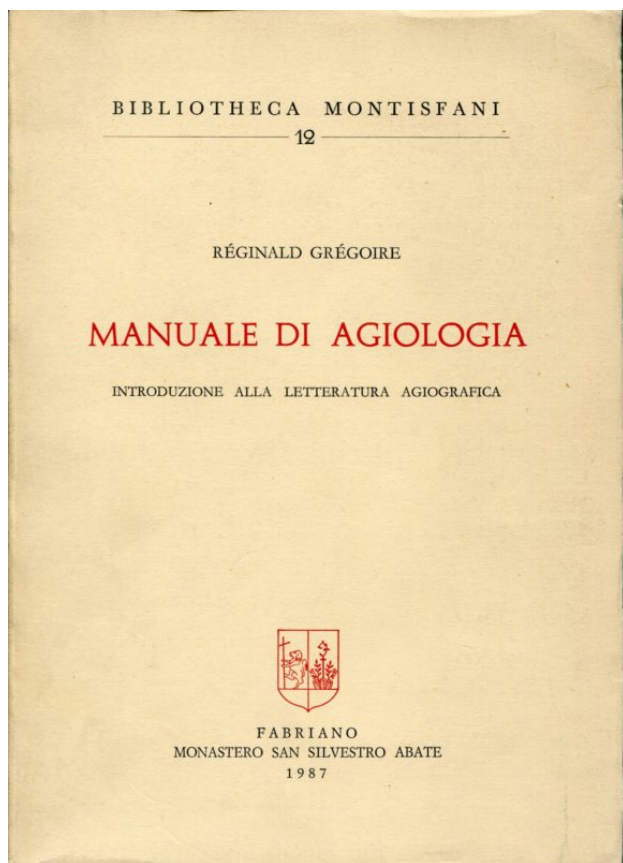 BIBLIOTHECA MONTISFANI
12
RÉGINALD GRÉGOIRE
MANUALE DI AGIOLOGIA
INTRODUZIONE ALLA LETTERATURA AGIOGRAFICA
FABRIANO
MONASTERO SAN SILVESTRO ABATE
1987